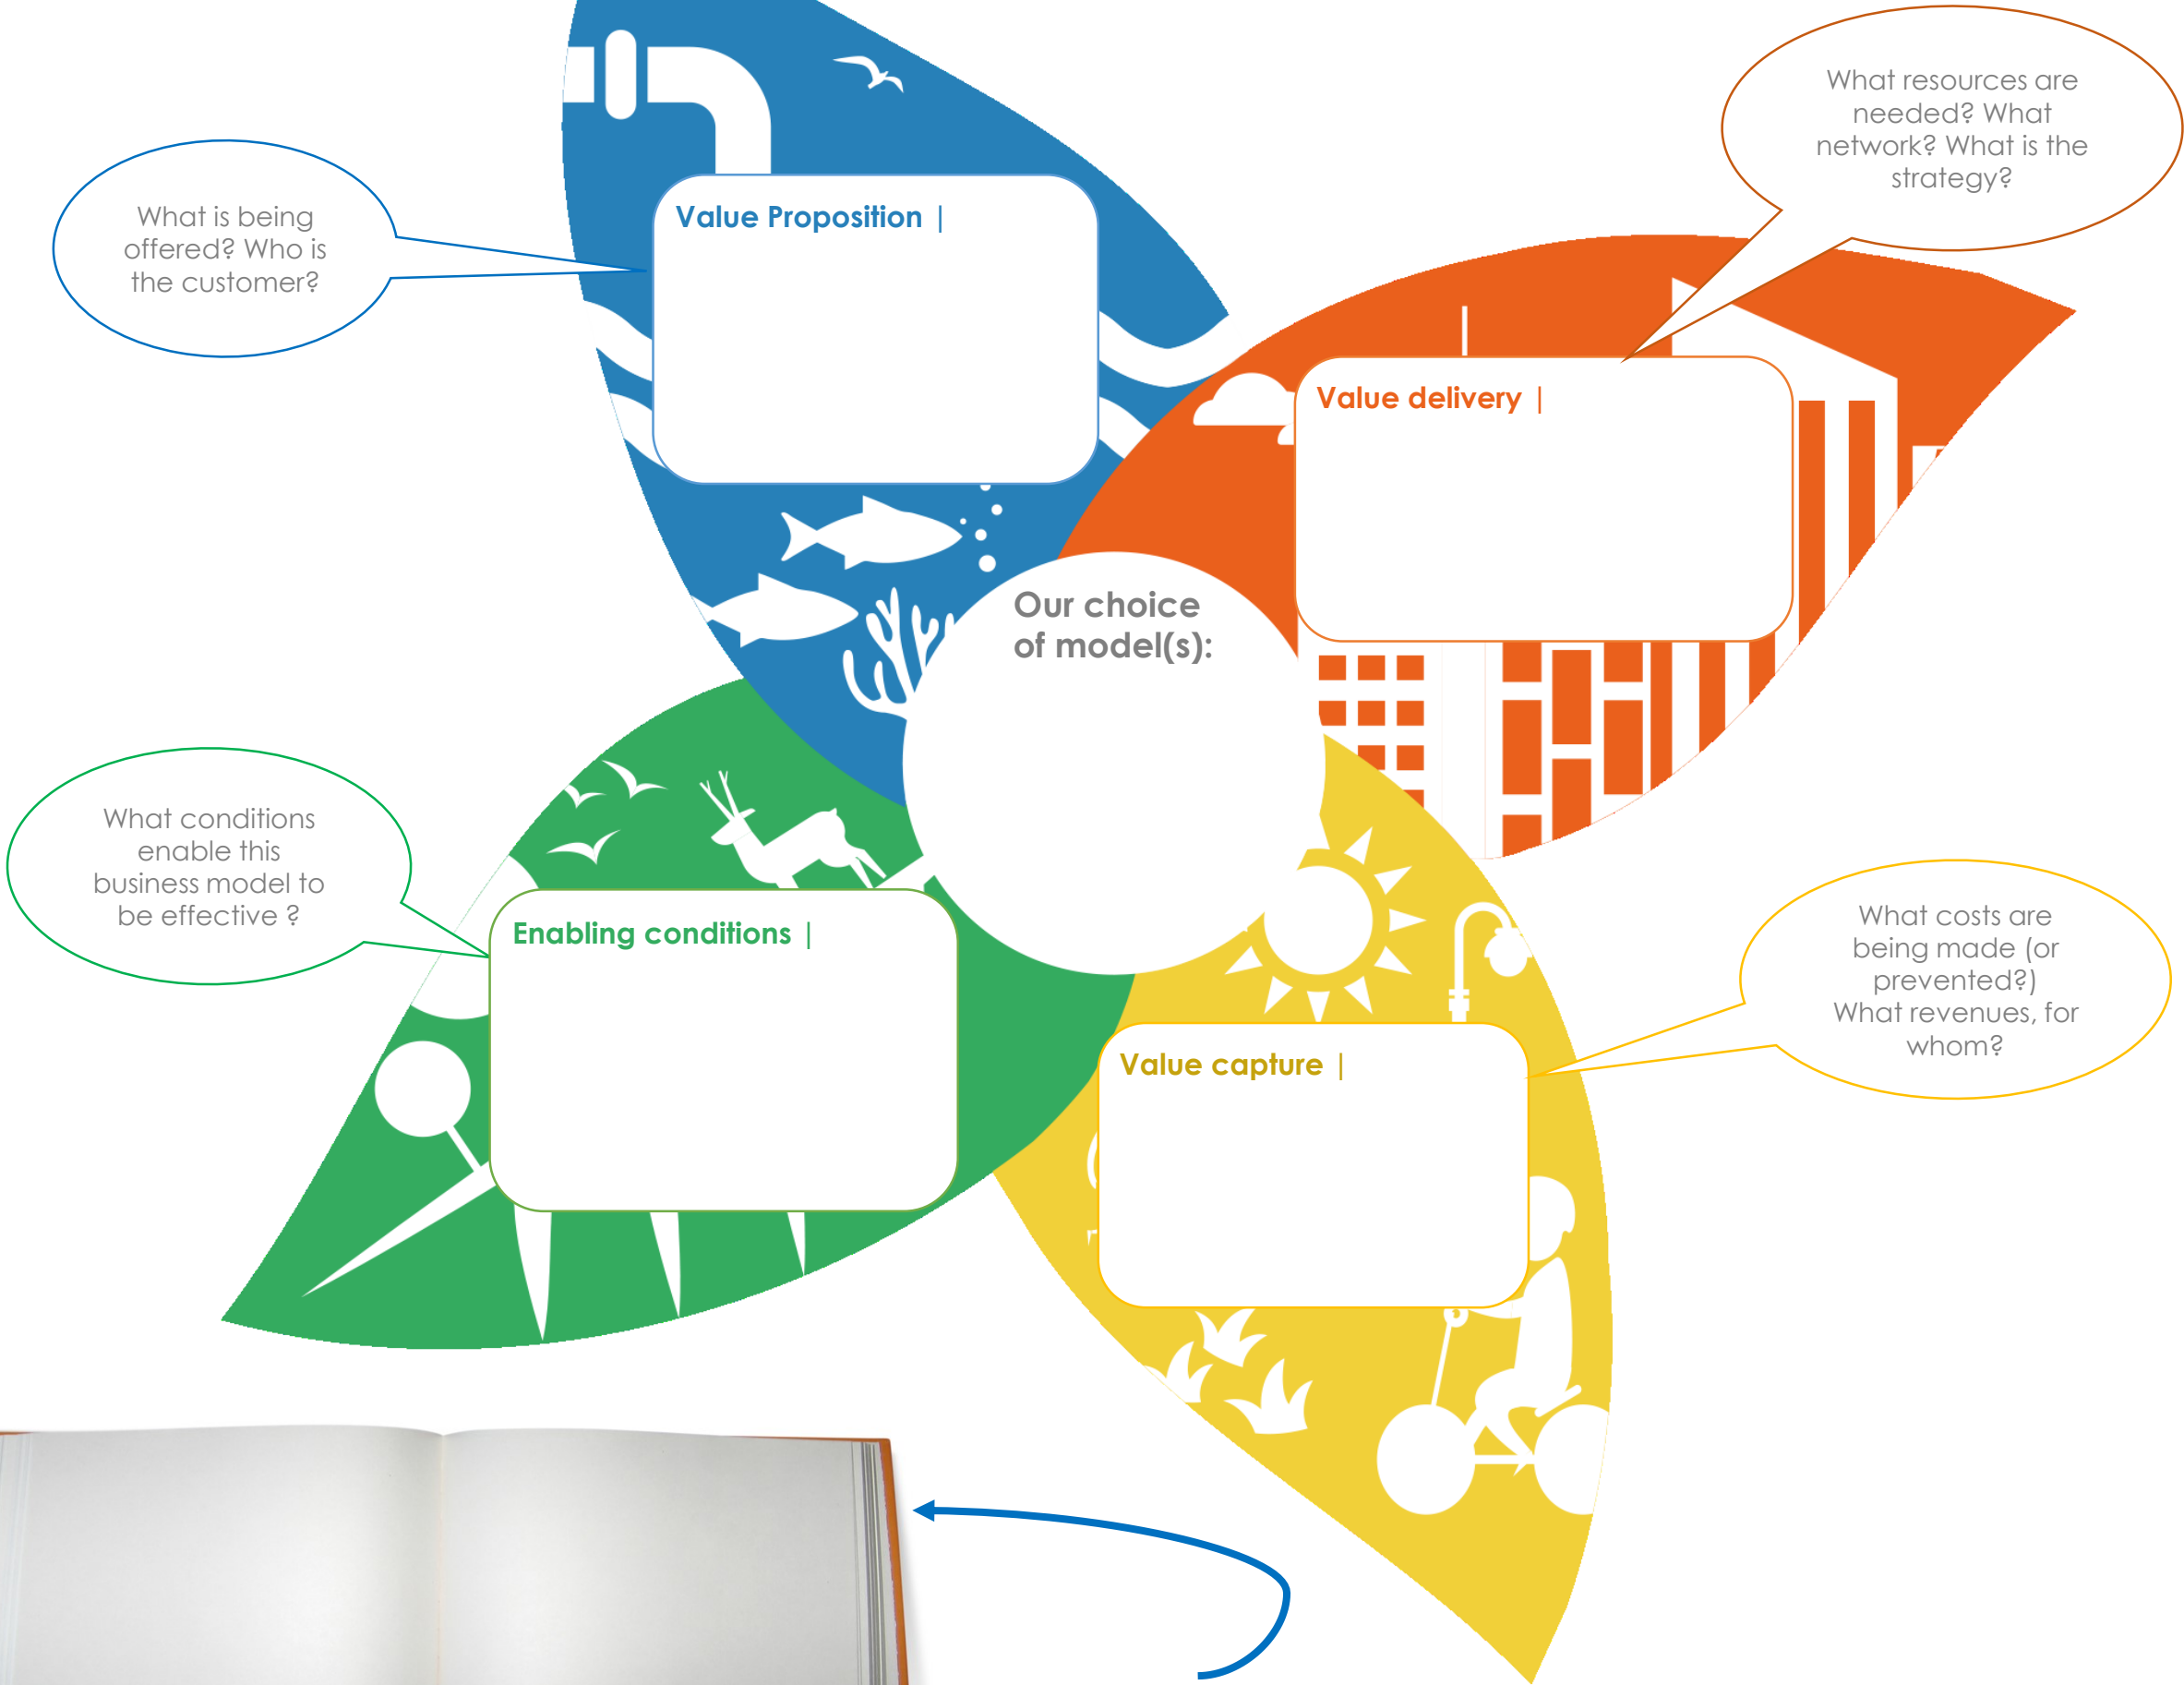 What resources are
needed? What
network? What is the
strategy?
What is being
offered? Who is
the customer?
Value Proposition |
Value delivery |
Our choice
of model(s):
What conditions
enable this
business model to
be effective ?
Enabling conditions |
What costs are
being made (or
prevented?)
What revenues, for
whom?
Value capture |